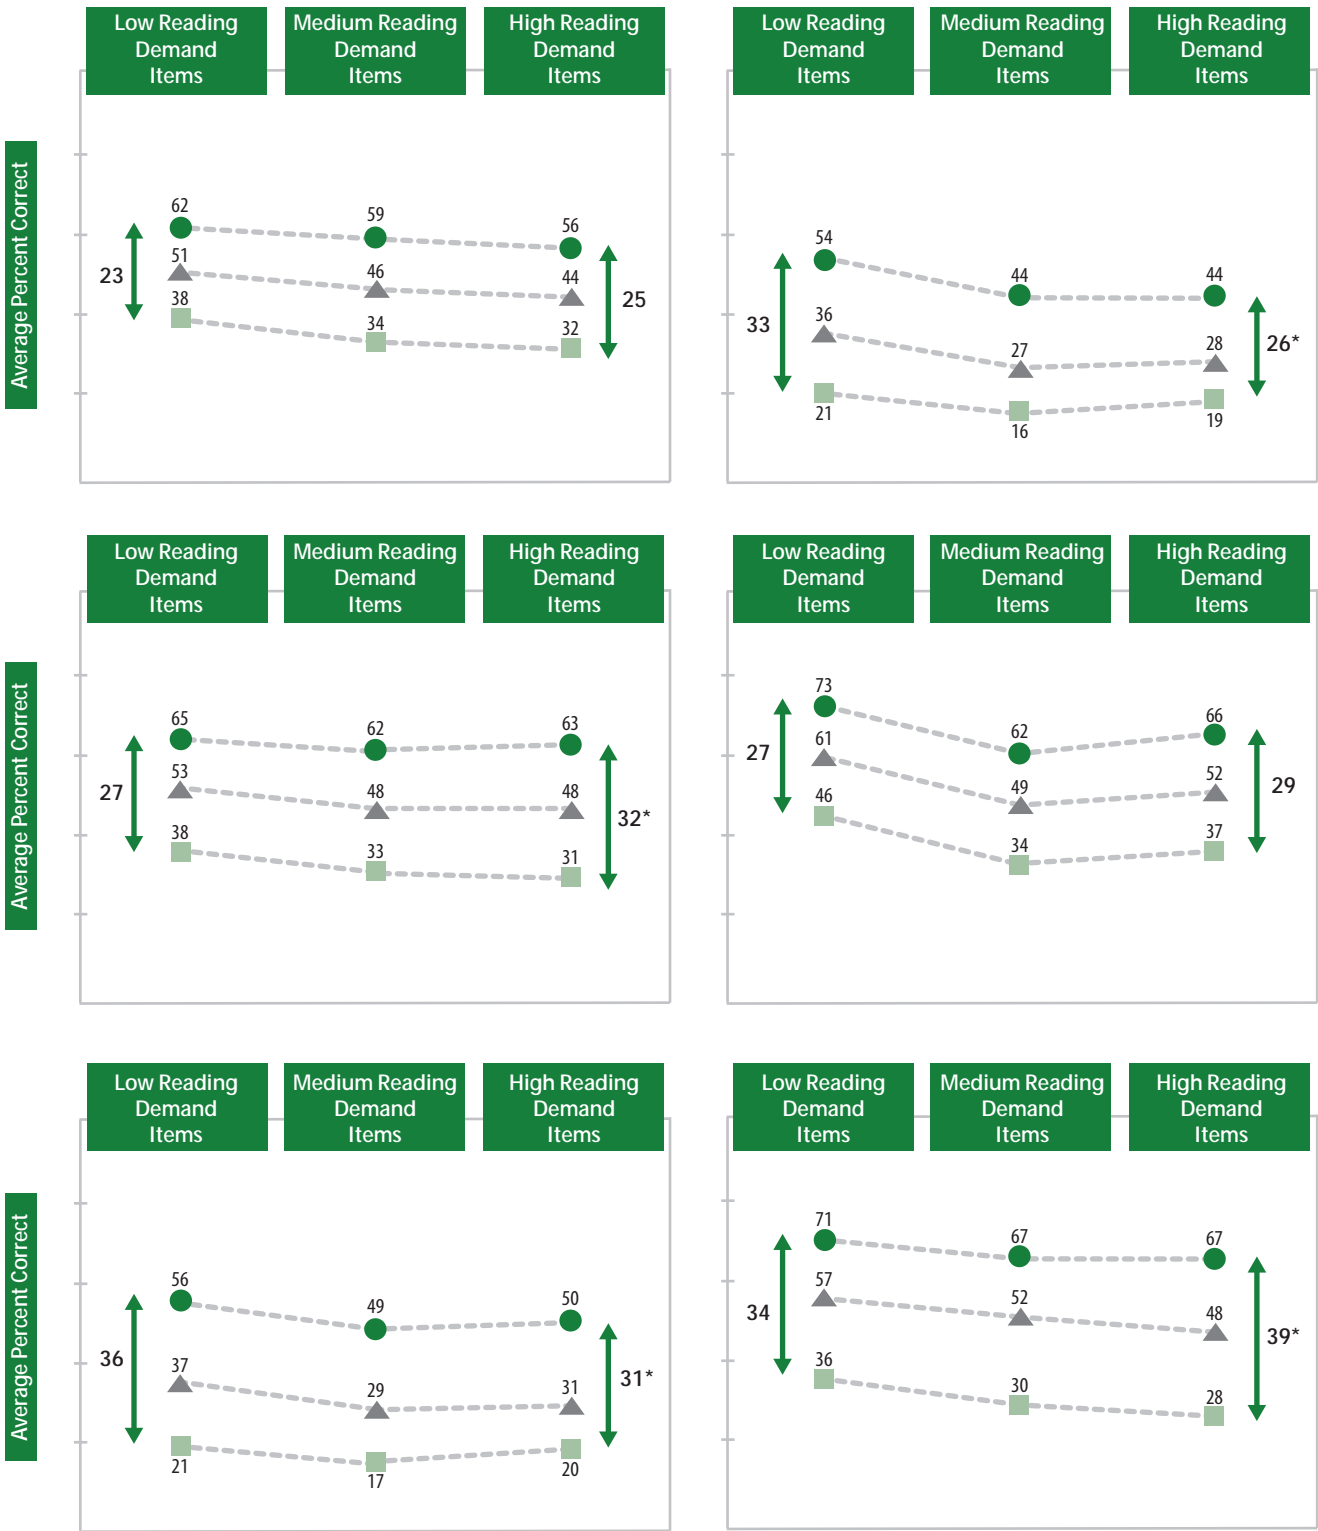 Low Reading
Demand
Items
Medium Reading
Demand
Items
High Reading
Demand
Items
Average Percent Correct
62
59
56
51
46
44
38
34
32
23
25
Low Reading
Demand
Items
Medium Reading
Demand
Items
High Reading
Demand
Items
54
44
44
36
27
28
21
16
19
33
26*
Low Reading
Demand
Items
Medium Reading
Demand
Items
High Reading
Demand
Items
Average Percent Correct
65
62
63
53
48
48
38
33
31
27
32*
Low Reading
Demand
Items
Medium Reading
Demand
Items
High Reading
Demand
Items
73
62
66
61
49
52
46
34
37
27
29
Low Reading
Demand
Items
Medium Reading
Demand
Items
High Reading
Demand
Items
Average Percent Correct
56
49
50
37
29
31
21
17
20
36
31*
Low Reading
Demand
Items
Medium Reading
Demand
Items
High Reading
Demand
Items
71
67
67
57
52
48
36
30
28
34
39*